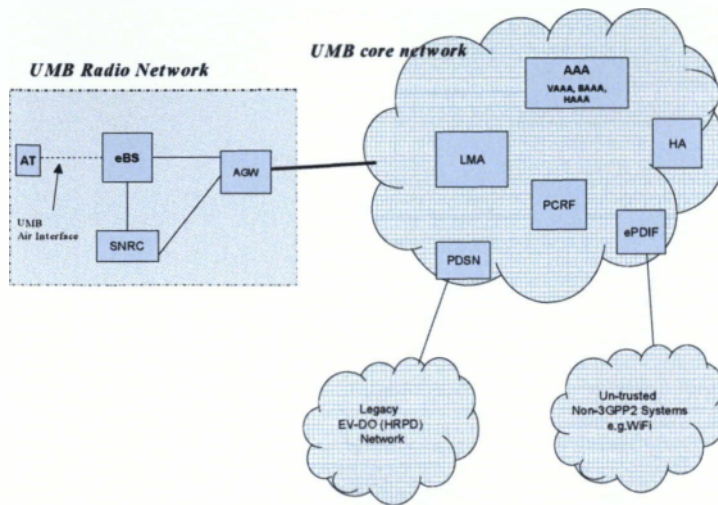 UMB core network
UMB Radio Network
AAA
VAAA, BAAA,
HAAA
AT
eBS
AGW
LMA
HA
UMB
Air Interface
SNRC
PCRF
ePDIF
PDSN
Legacy
EV-DO (HRPD)
Network
Un-trusted
Non-3GPP2 Systems
e.g.WiFi